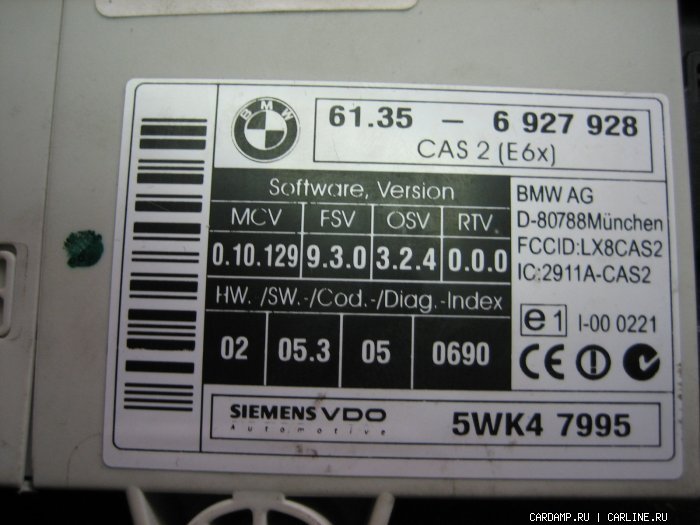 BMW
61.35 – 6 927 928
CAS 2 (E6x)
Software, Version
MCV FSV OSV RTV
0.10.129 9.3.0 3.2.4 0.0.0
HW. /SW.-/Cod.-/Diag.-Index
02 05.3 05 0690
BMW AG
D-80788München
FCCID:LX8CAS2
IC:2911A-CAS2
e1 I-00 0221
CE
SIEMENS VDO
Automotive
5WK4 7995
CARDAMP.RU | CARLINE.RU